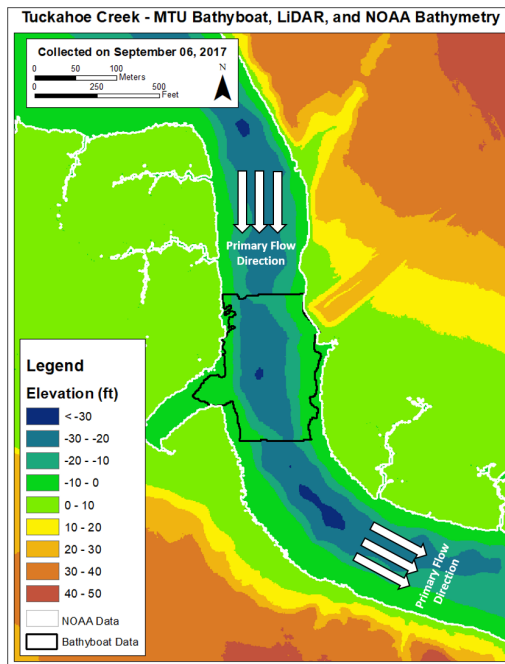 Tuckahoe Creek - MTU Bathyboat, LiDAR, and NOAA Bathymetry
Collected on September 06, 2017
0 50 100
Meters
N
0 250 500
Feet
Primary Flow
Direction
Legend
Elevation (ft)
< -30
-30 - -20
-20 - -10
-10 - 0
0 - 10
10 - 20
20 - 30
30 - 40
40 - 50
NOAA Data
Bathyboat Data
Primary Flow
Direction